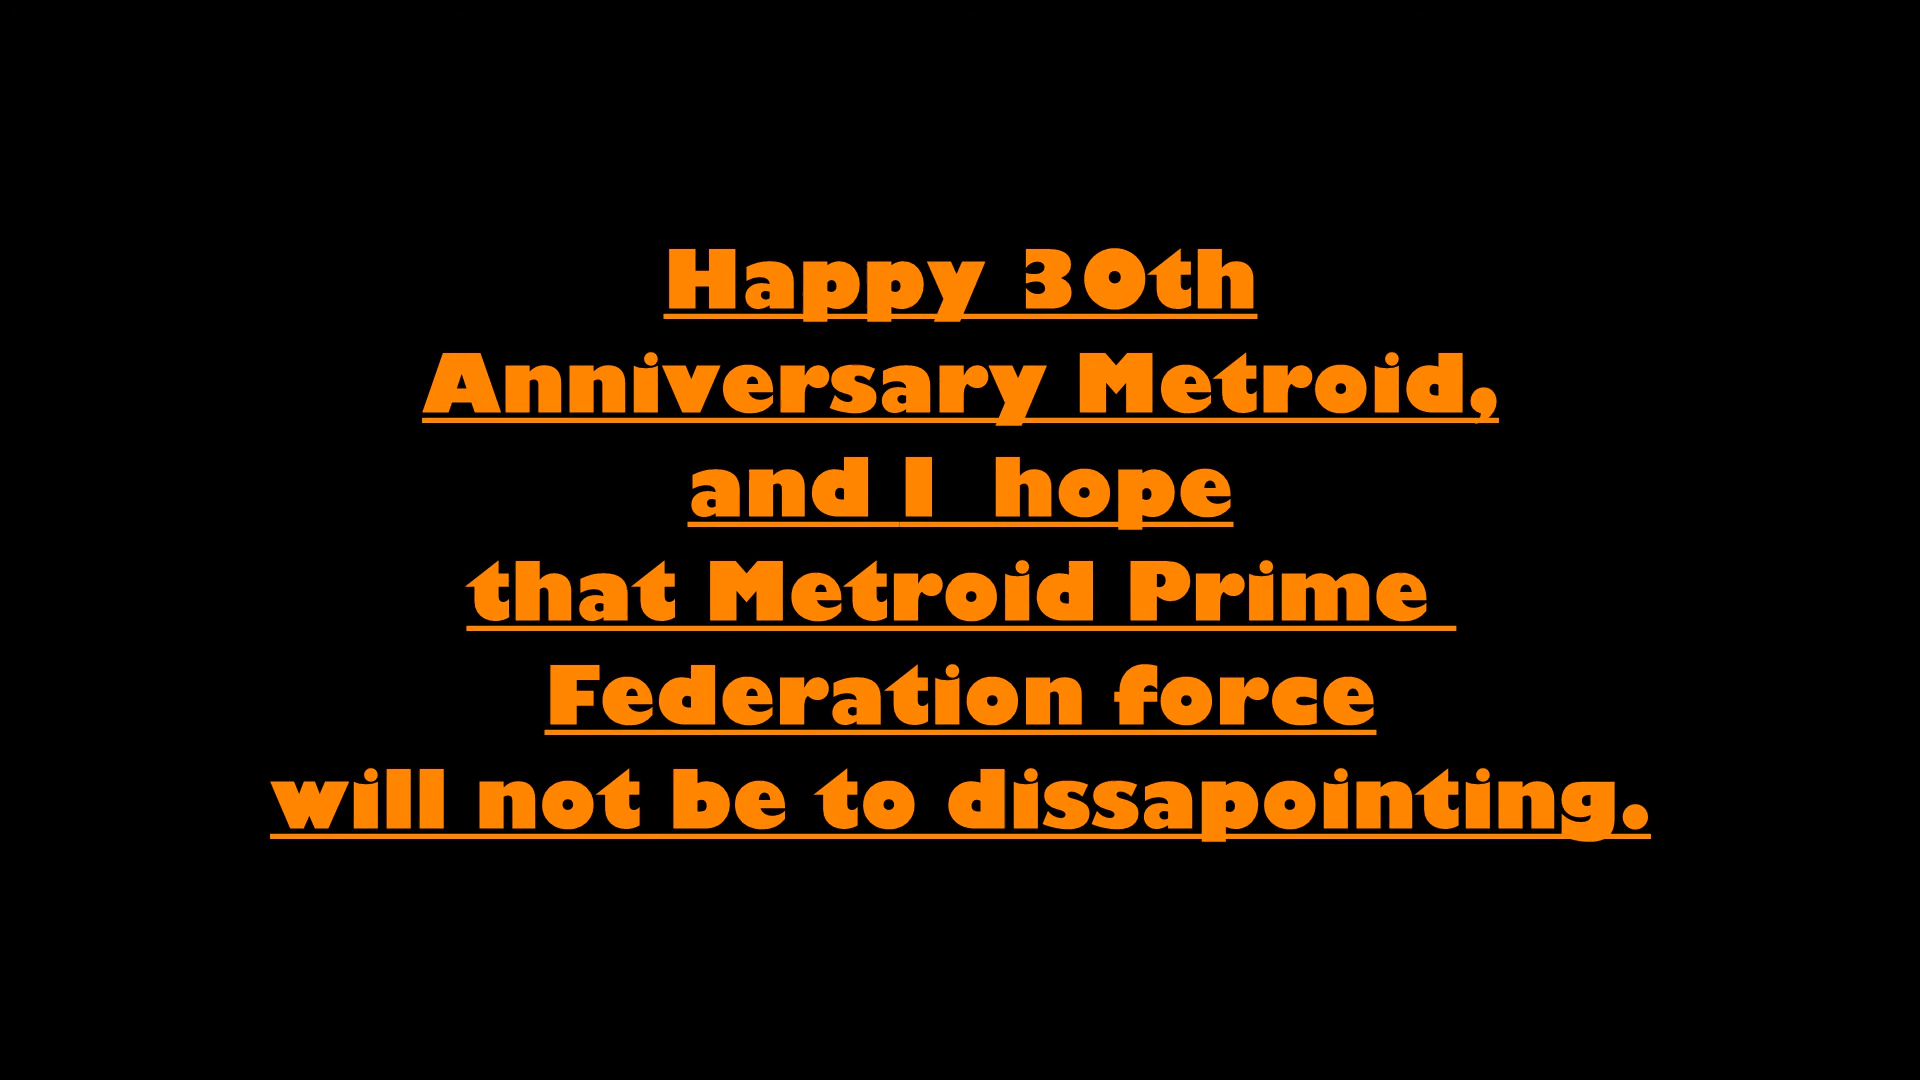 Happy 30th
Anniversary Metroid,
and I  hope
that Metroid Prime
Federation force
will not be to dissapointing.